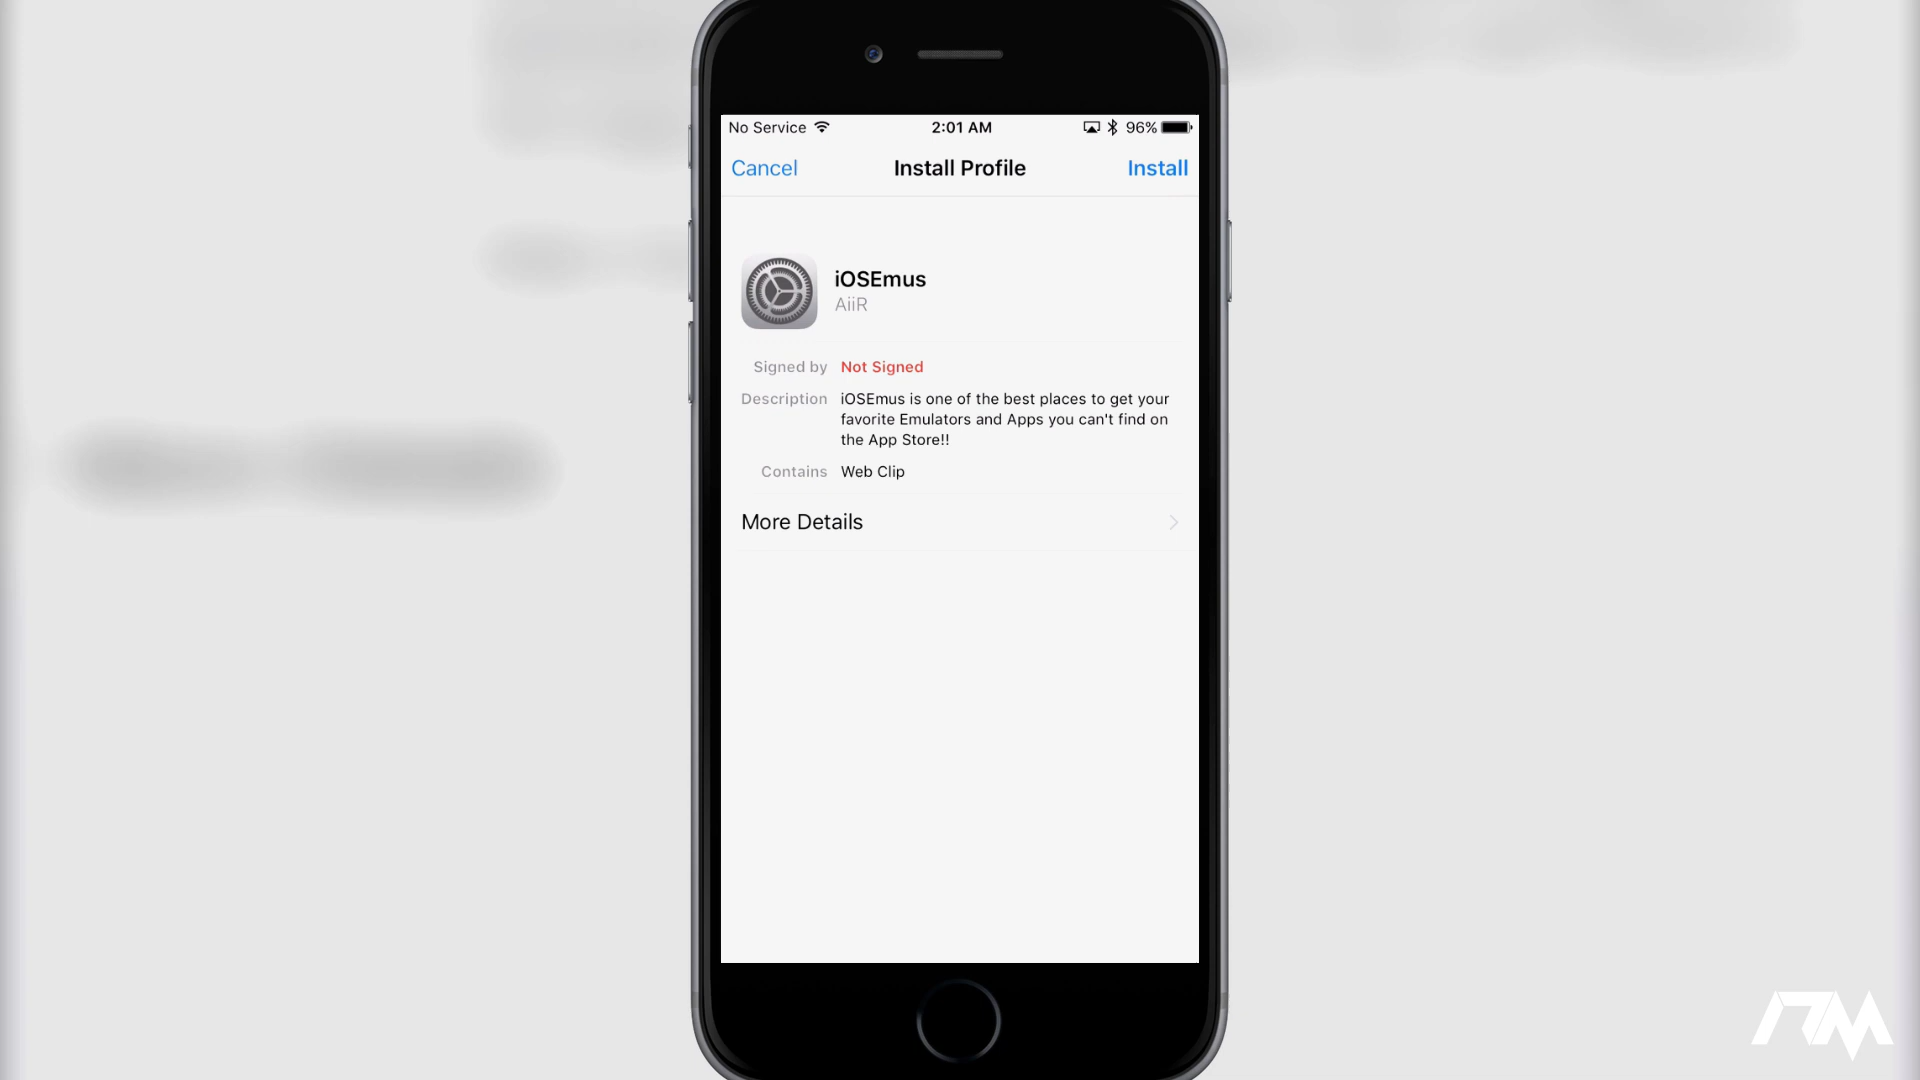 No Service 2:01 AM 96%
Cancel Install Profile Install
iOSEmus
AiiR
Signed by Not Signed
Description iOSEmus is one of the best places to get your
favorite Emulators and Apps you can't find on
the App Store!!
Contains Web Clip
More Details